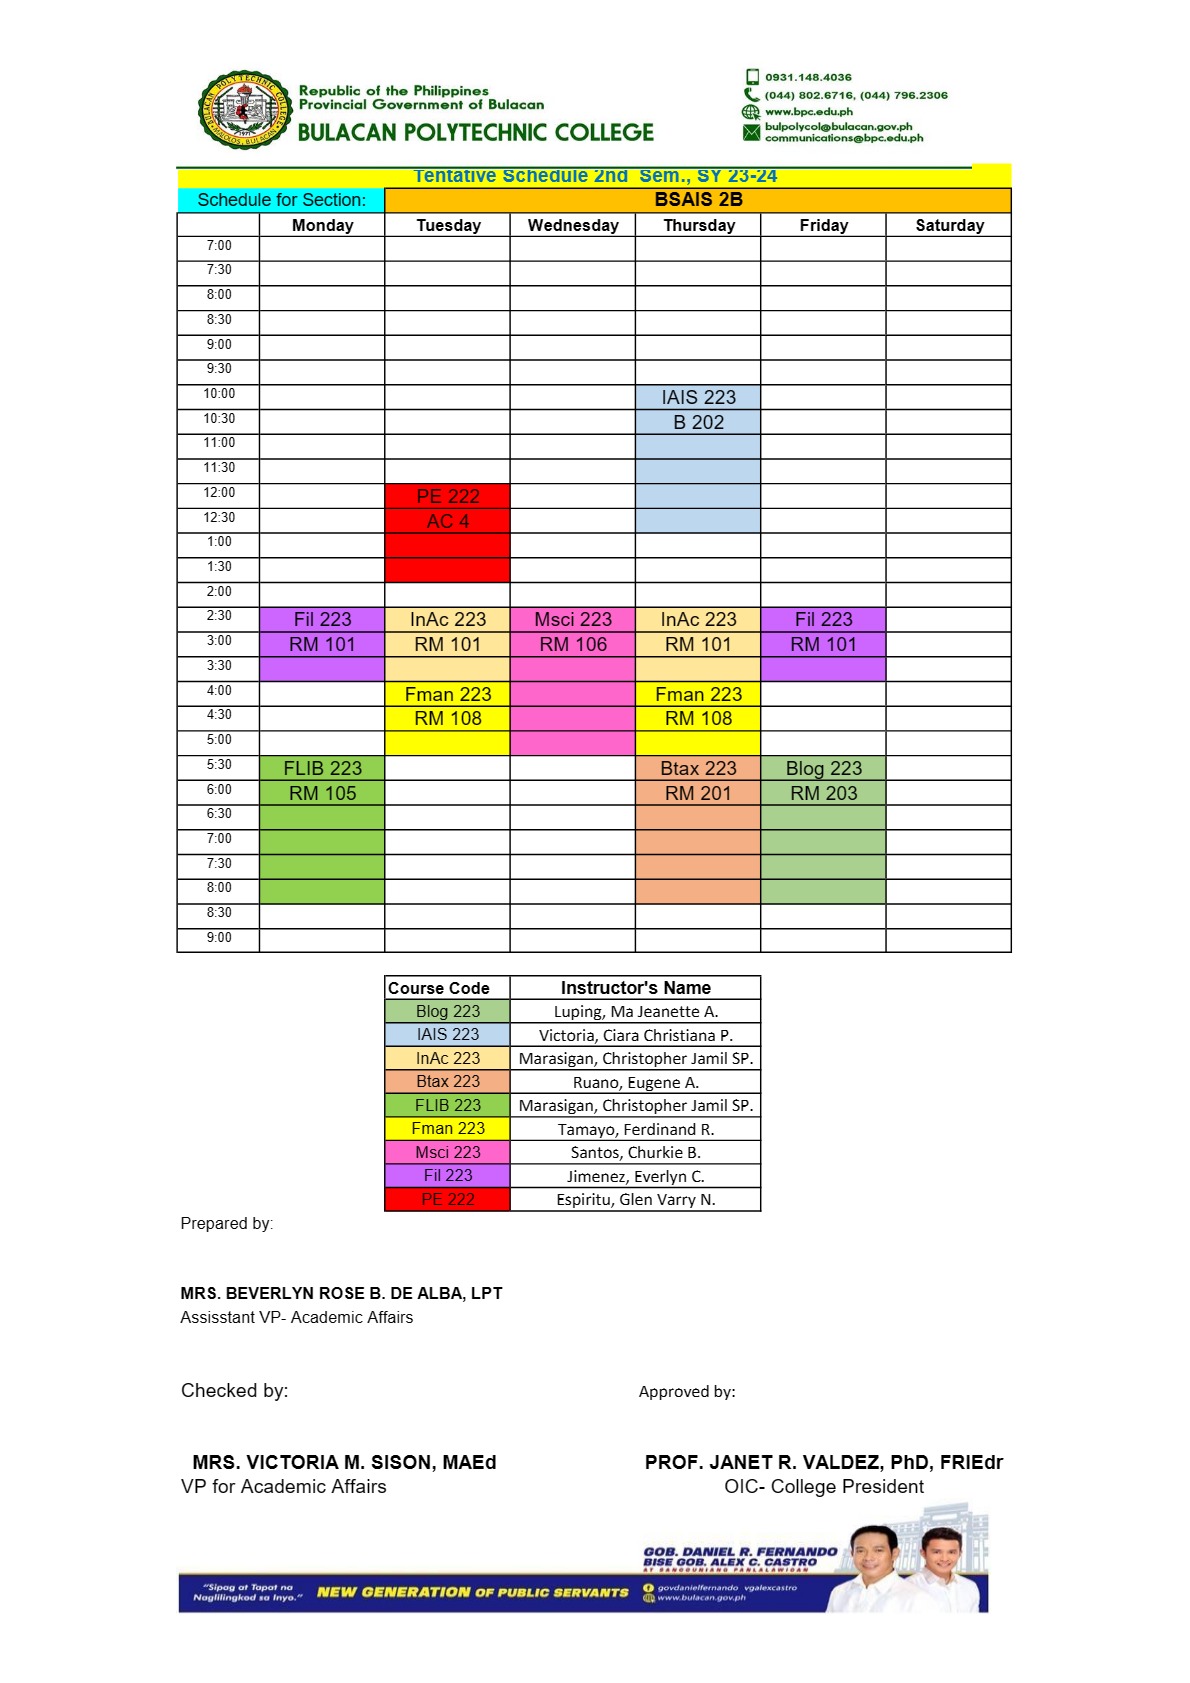 BULACAN POLYTECHNIC COLLEGE
MALOLOS, BULACAN
1971
Republic of the Philippines
Provincial Government of Bulacan
BULACAN POLYTECHNIC COLLEGE
0931.148.4036
(044) 802.6716, (044) 796.2306
www.bpc.edu.ph
bulpolycol@bulacan.gov.ph
communications@bpc.edu.ph
Tentative Schedule 2nd Sem., SY 23-24
Schedule for Section: BSAIS 2B
Monday Tuesday Wednesday Thursday Friday Saturday
7:00
7:30
8:00
8:30
9:00
9:30
10:00 IAIS 223
10:30 B 202
11:00
11:30
12:00 PE 222
12:30 AC 4
1:00
1:30
2:00
2:30 Fil 223 InAc 223 Msci 223 InAc 223 Fil 223
3:00 RM 101 RM 101 RM 106 RM 101 RM 101
3:30
4:00 Fman 223 Fman 223
4:30 RM 108 RM 108
5:00
5:30 FLIB 223 Btax 223 Blog 223
6:00 RM 105 RM 201 RM 203
6:30
7:00
7:30
8:00
8:30
9:00
Course Code Instructor's Name
Blog 223 Luping, Ma Jeanette A.
IAIS 223 Victoria, Ciara Christiana P.
InAc 223 Marasigan, Christopher Jamil SP.
Btax 223 Ruano, Eugene A.
FLIB 223 Marasigan, Christopher Jamil SP.
Fman 223 Tamayo, Ferdinand R.
Msci 223 Santos, Churkie B.
Fil 223 Jimenez, Everlyn C.
PE 222 Espiritu, Glen Varry N.
Prepared by:
MRS. BEVERLYN ROSE B. DE ALBA, LPT
Assisstant VP- Academic Affairs
Checked by: Approved by:
MRS. VICTORIA M. SISON, MAEd PROF. JANET R. VALDEZ, PhD, FRIEdr
VP for Academic Affairs OIC- College President
GOB. DANIEL R. FERNANDO
BISE GOB. ALEX C. CASTRO
AT SANGGUNIANG PANLALAWIGAN
"Sipag at Tapat na
Naglilingkod sa Inyo."
NEW GENERATION OF PUBLIC SERVANTS
govdanielfernando vgalexcastro
www.bulacan.gov.ph